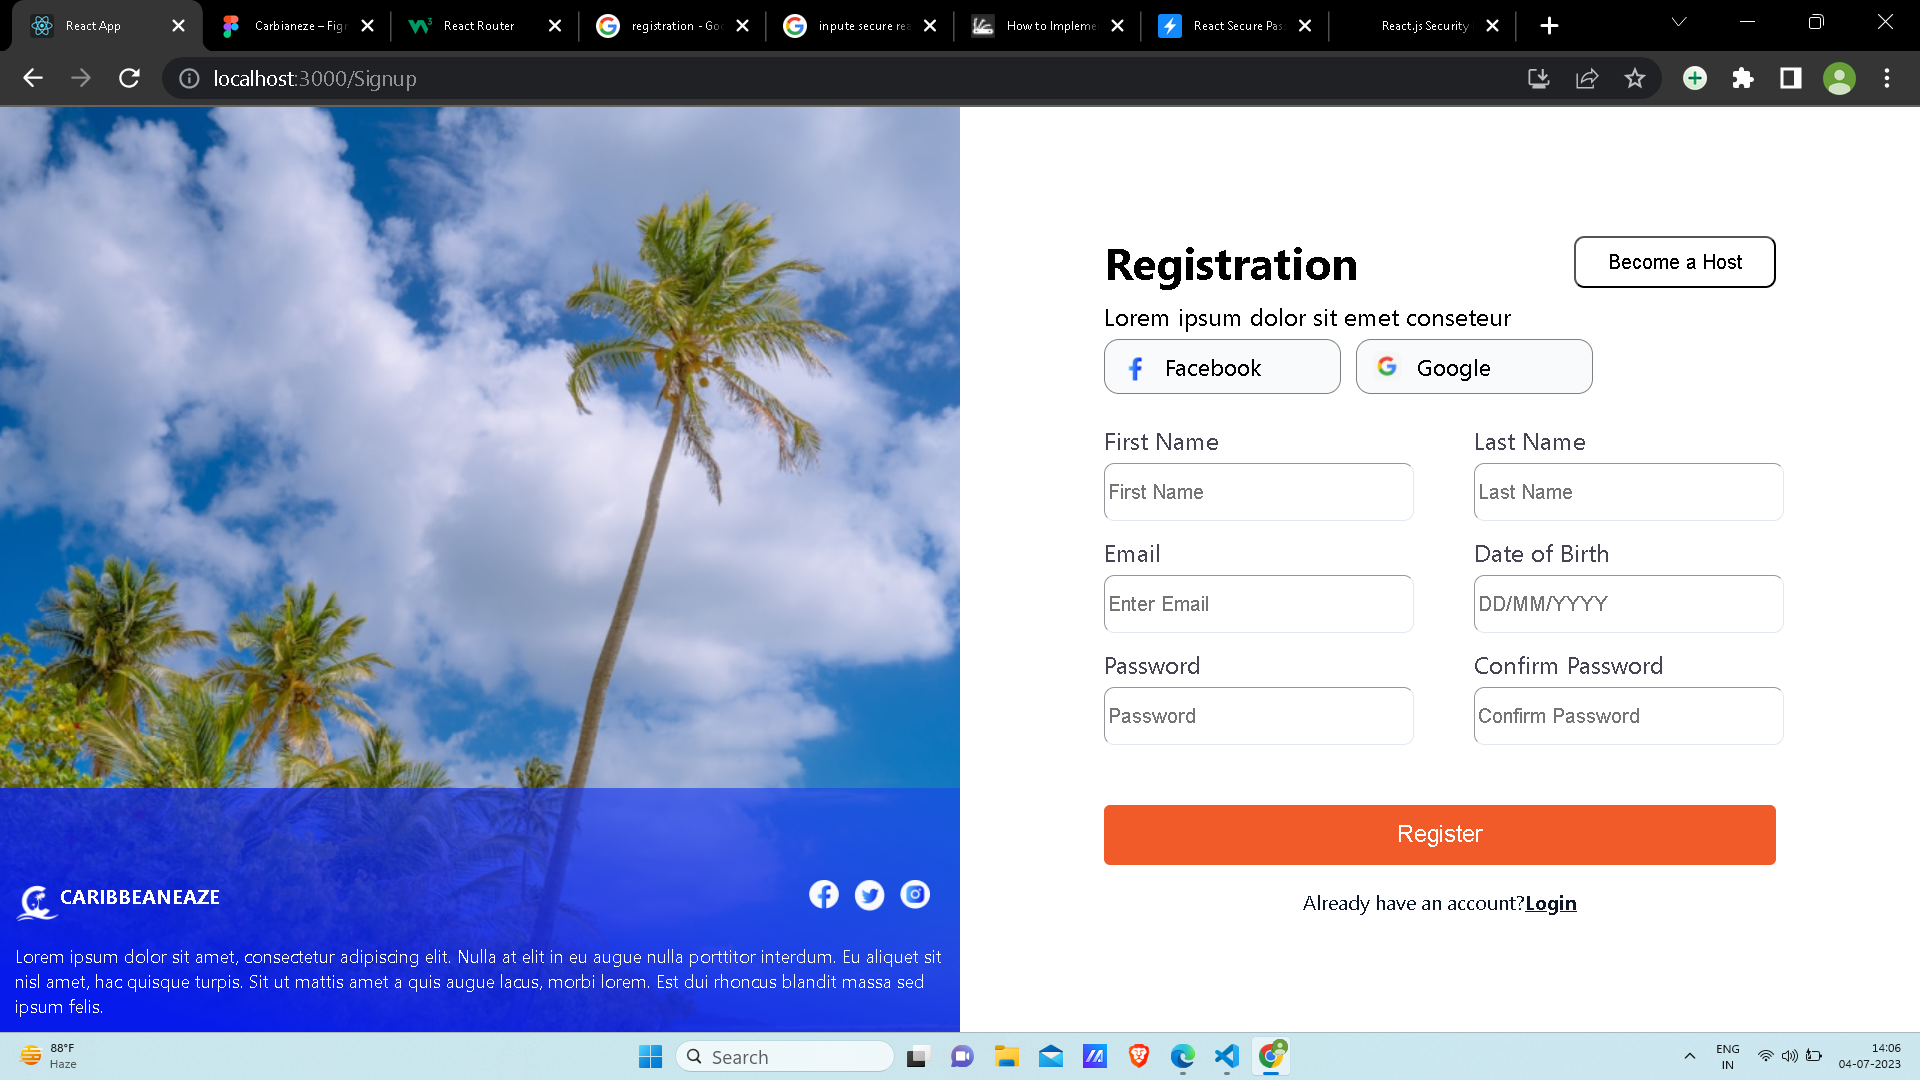 React App
Carbianeze – Figr
React Router
registration - Goo
inpute secure rea
How to Impleme
React Secure Pas
React.js Security
localhost:3000/Signup
Registration
Become a Host
Lorem ipsum dolor sit emet conseteur
Facebook
Google
First Name
Last Name
First Name
Last Name
Email
Date of Birth
Enter Email
DD/MM/YYYY
Password
Confirm Password
Password
Confirm Password
Register
Already have an account?Login
CARIBBEANEAZE
Lorem ipsum dolor sit amet, consectetur adipiscing elit. Nulla at elit in eu augue nulla porttitor interdum. Eu aliquet sit
nisl amet, hac quisque turpis. Sit ut mattis amet a quis augue lacus, morbi lorem. Est dui rhoncus blandit massa sed
ipsum felis.
88°F
Haze
Search
ENG
IN
14:06
04-07-2023